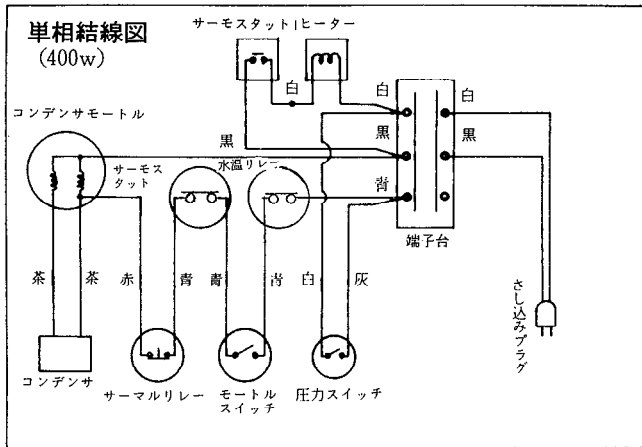 単相結線図
(400w)
サーモスタット
ヒーター
白
白
白
コンデンサモートル
黒
黒
黒
サーモ
スタット
水温リレー
青
端子台
茶
茶
赤
青
青
青
白
灰
さし込みプラグ
コンデンサ
サーマルリレー
モートル
スイッチ
圧力スイッチ